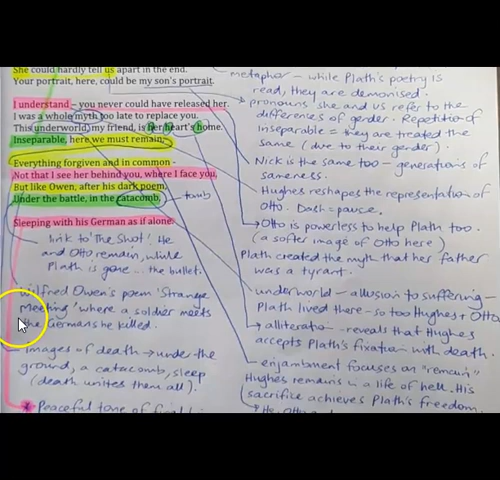 She could hardly tell us apart in the end.
Your portrait, here, could be my son's portrait.
I understand – you never could have released her.
I was a whole myth too late to replace you.
This underworld, my friend, is her heart's home.
Inseparable, here we must remain,
Everything forgiven and in common -
Not that I see her behind you, where I face you,
But like Owen, after his dark poem,
Under the battle, in the catacomb,
tomb
Sleeping with his German as if alone.
link to 'The Shot'. He
and Otto remain, while
Plath is gone ... the bullet.
Wilfred Owen's poem 'Strange
Meeting' where a soldier meets
the Germans he killed.
Images of death → under the
ground, a catacomb, sleep
(death unites them all).
* Peaceful tone of final
metaphor - while Plath's poetry is
read, they are demonised.
pronouns 'she and us' refer to the
differences of gender. Repetition of
Inseparable = they are treated the
same (due to their gender).
Nick is the same too - generations of
sameness.
Hughes reshapes the representation of
Otto. Dash = pause.
Otto is powerless to help Plath too.
(a softer image of Otto here)
Plath created the myth that her father
was a tyrant.
underworld - allusion to suffering -
Plath lived there - so too Hughes + Otto
alliteration - reveals that Hughes
accepts Plath's fixation with death.
enjambment focuses on "remain"
Hughes remains in a life of hell. His
sacrifice achieves Plath's freedom.